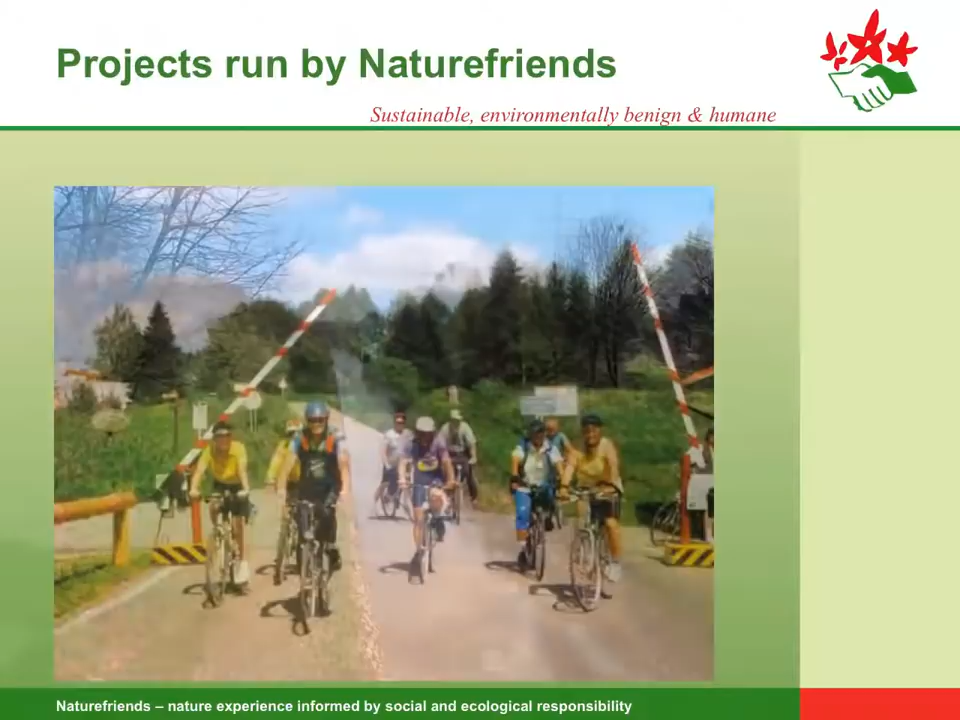 Projects run by Naturefriends
Sustainable, environmentally benign & humane
Naturefriends – nature experience informed by social and ecological responsibility